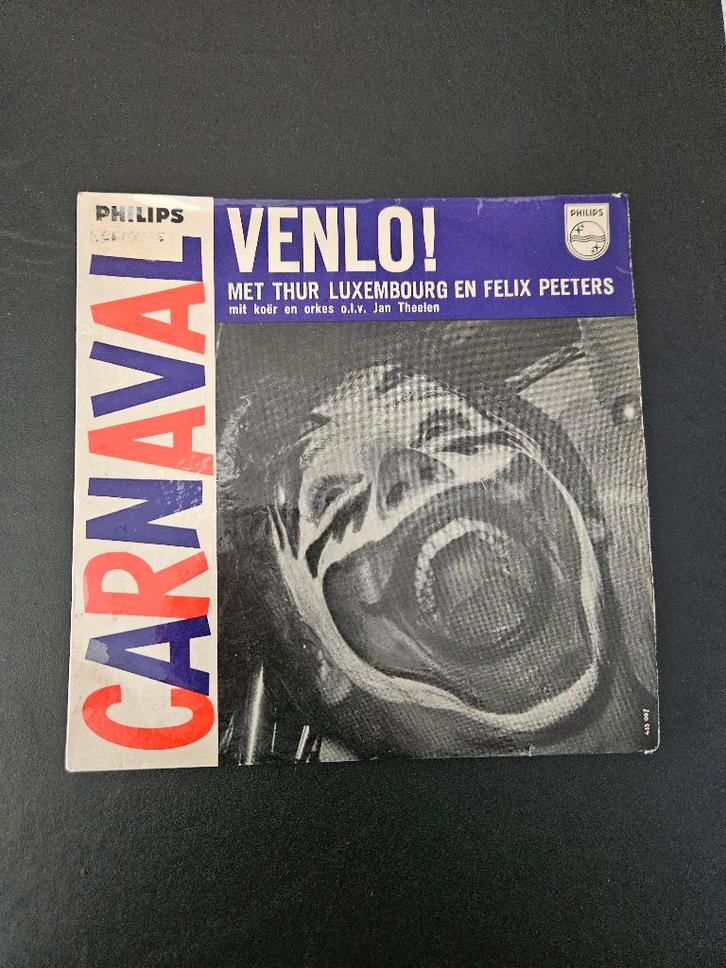 PHILIPS
CARNAVAL
VENLO!
MET THUR LUXEMBOURG EN FELIX PEETERS
mit koër en orkes o.l.v. Jan Theelen
PHILIPS